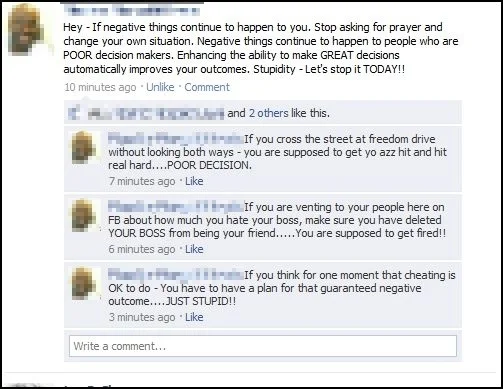 Hey - If negative things continue to happen to you. Stop asking for prayer and
change your own situation. Negative things continue to happen to people who are
POOR decision makers. Enhancing the ability to make GREAT decisions
automatically improves your outcomes. Stupidity - Let's stop it TODAY!!
10 minutes ago · Unlike · Comment
and 2 others like this.
If you cross the street at freedom drive
without looking both ways - you are supposed to get yo azz hit and hit
real hard....POOR DECISION.
7 minutes ago · Like
If you are venting to your people here on
FB about how much you hate your boss, make sure you have deleted
YOUR BOSS from being your friend.....You are supposed to get fired!!
6 minutes ago · Like
If you think for one moment that cheating is
OK to do - You have to have a plan for that guaranteed negative
outcome....JUST STUPID!!
3 minutes ago · Like
Write a comment...